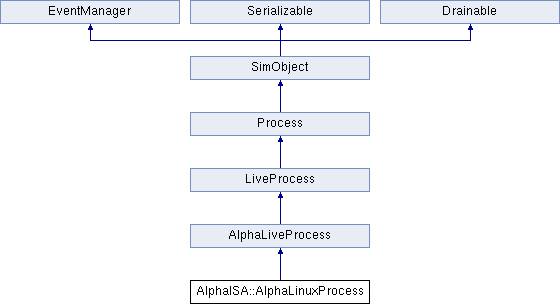 EventManager Serializable Drainable
SimObject
Process
LiveProcess
AlphaLiveProcess
AlphaISA::AlphaLinuxProcess